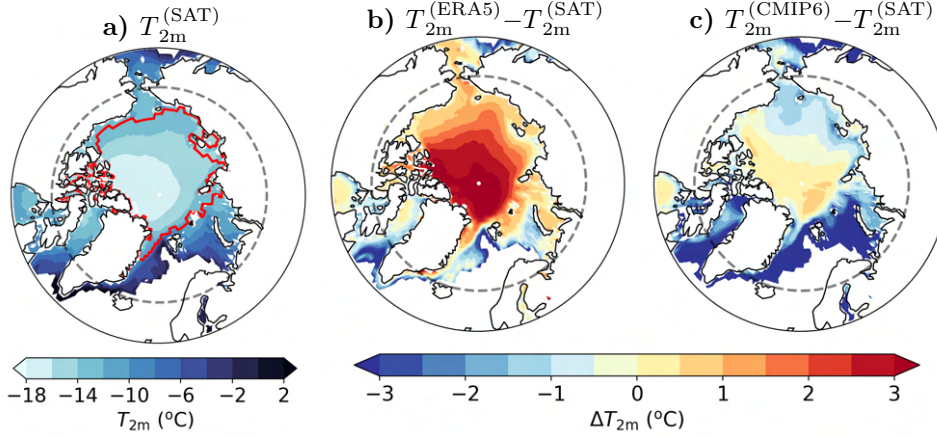 a) T_2m^(SAT)
b) T_2m^(ERA5) − T_2m^(SAT)
c) T_2m^(CMIP6) − T_2m^(SAT)
−18 −14 −10 −6 −2 2
T_2m (°C)
−3 −2 −1 0 1 2 3
ΔT_2m (°C)